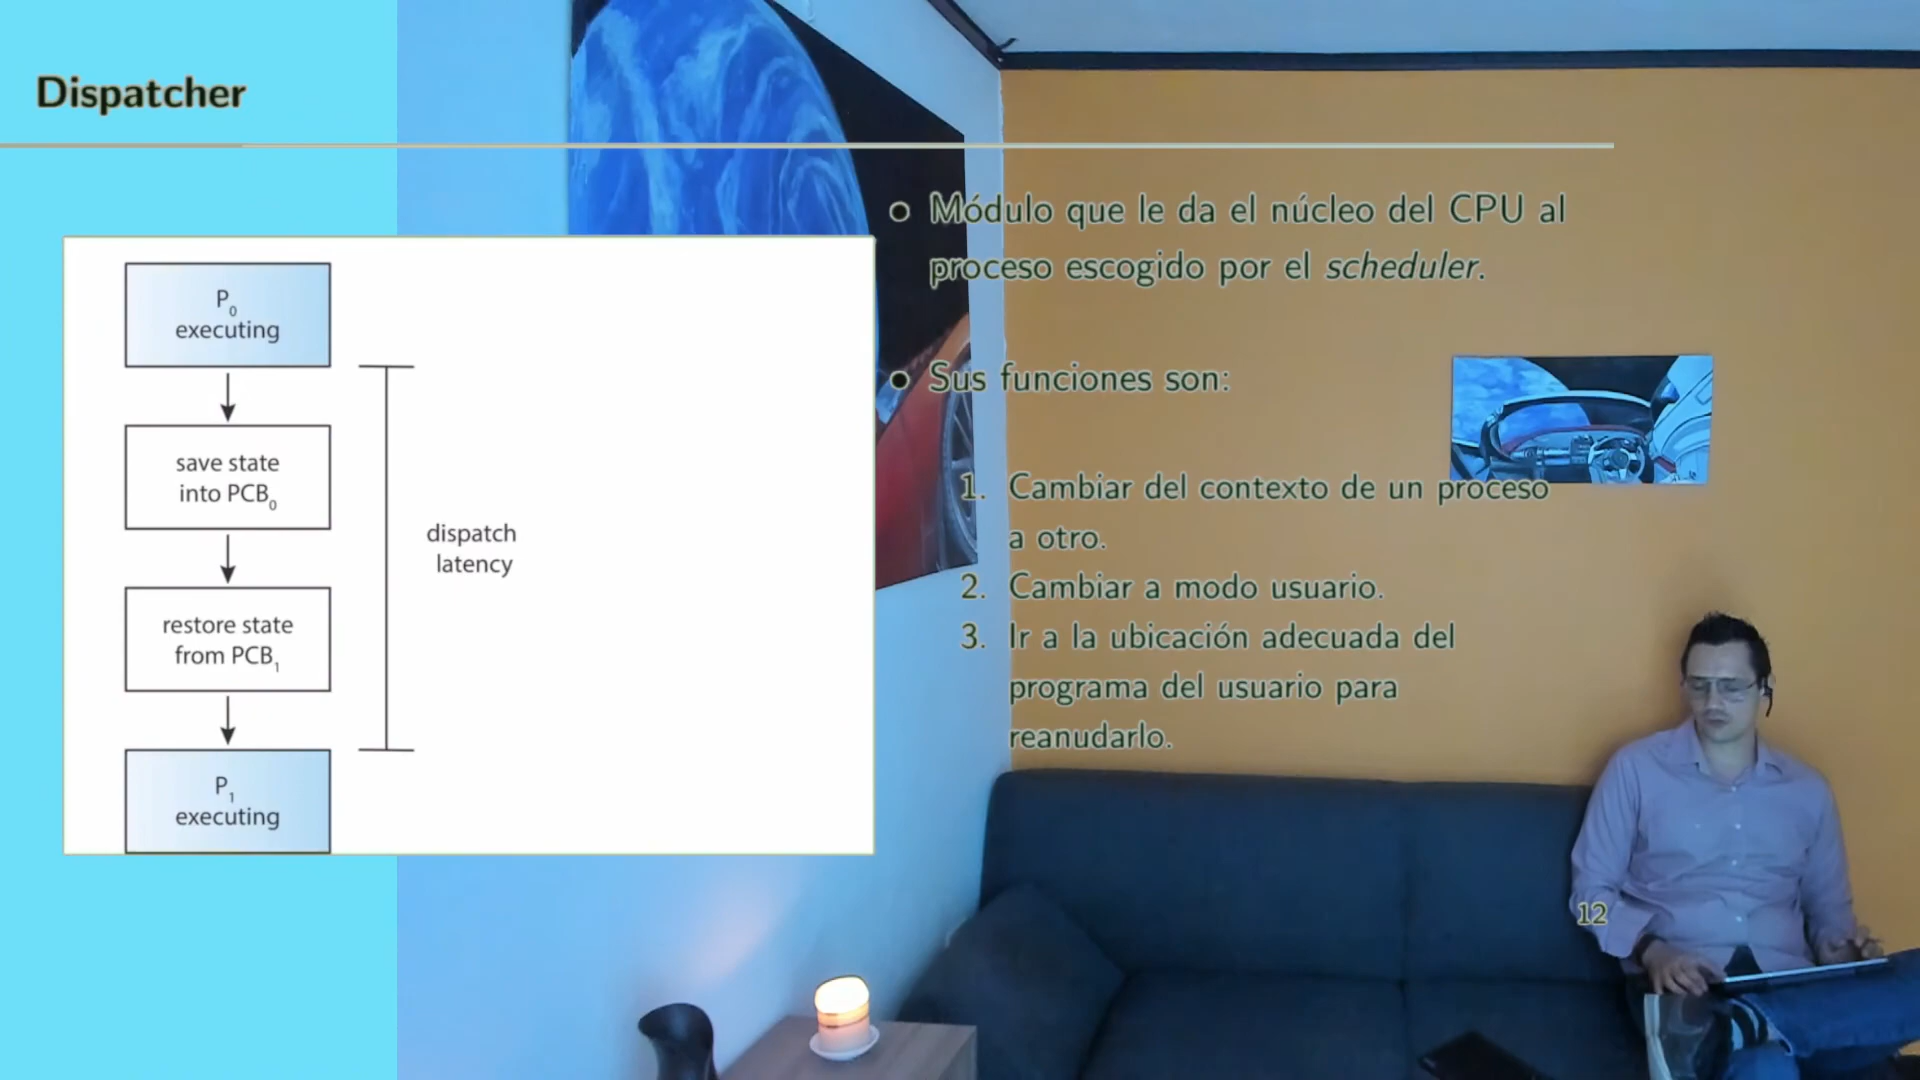 Dispatcher
P0
executing
save state
into PCB0
restore state
from PCB1
P1
executing
dispatch
latency
• Módulo que le da el núcleo del CPU al
proceso escogido por el scheduler.
• Sus funciones son:
1. Cambiar del contexto de un proceso
a otro.
2. Cambiar a modo usuario.
3. Ir a la ubicación adecuada del
programa del usuario para
reanudarlo.
12